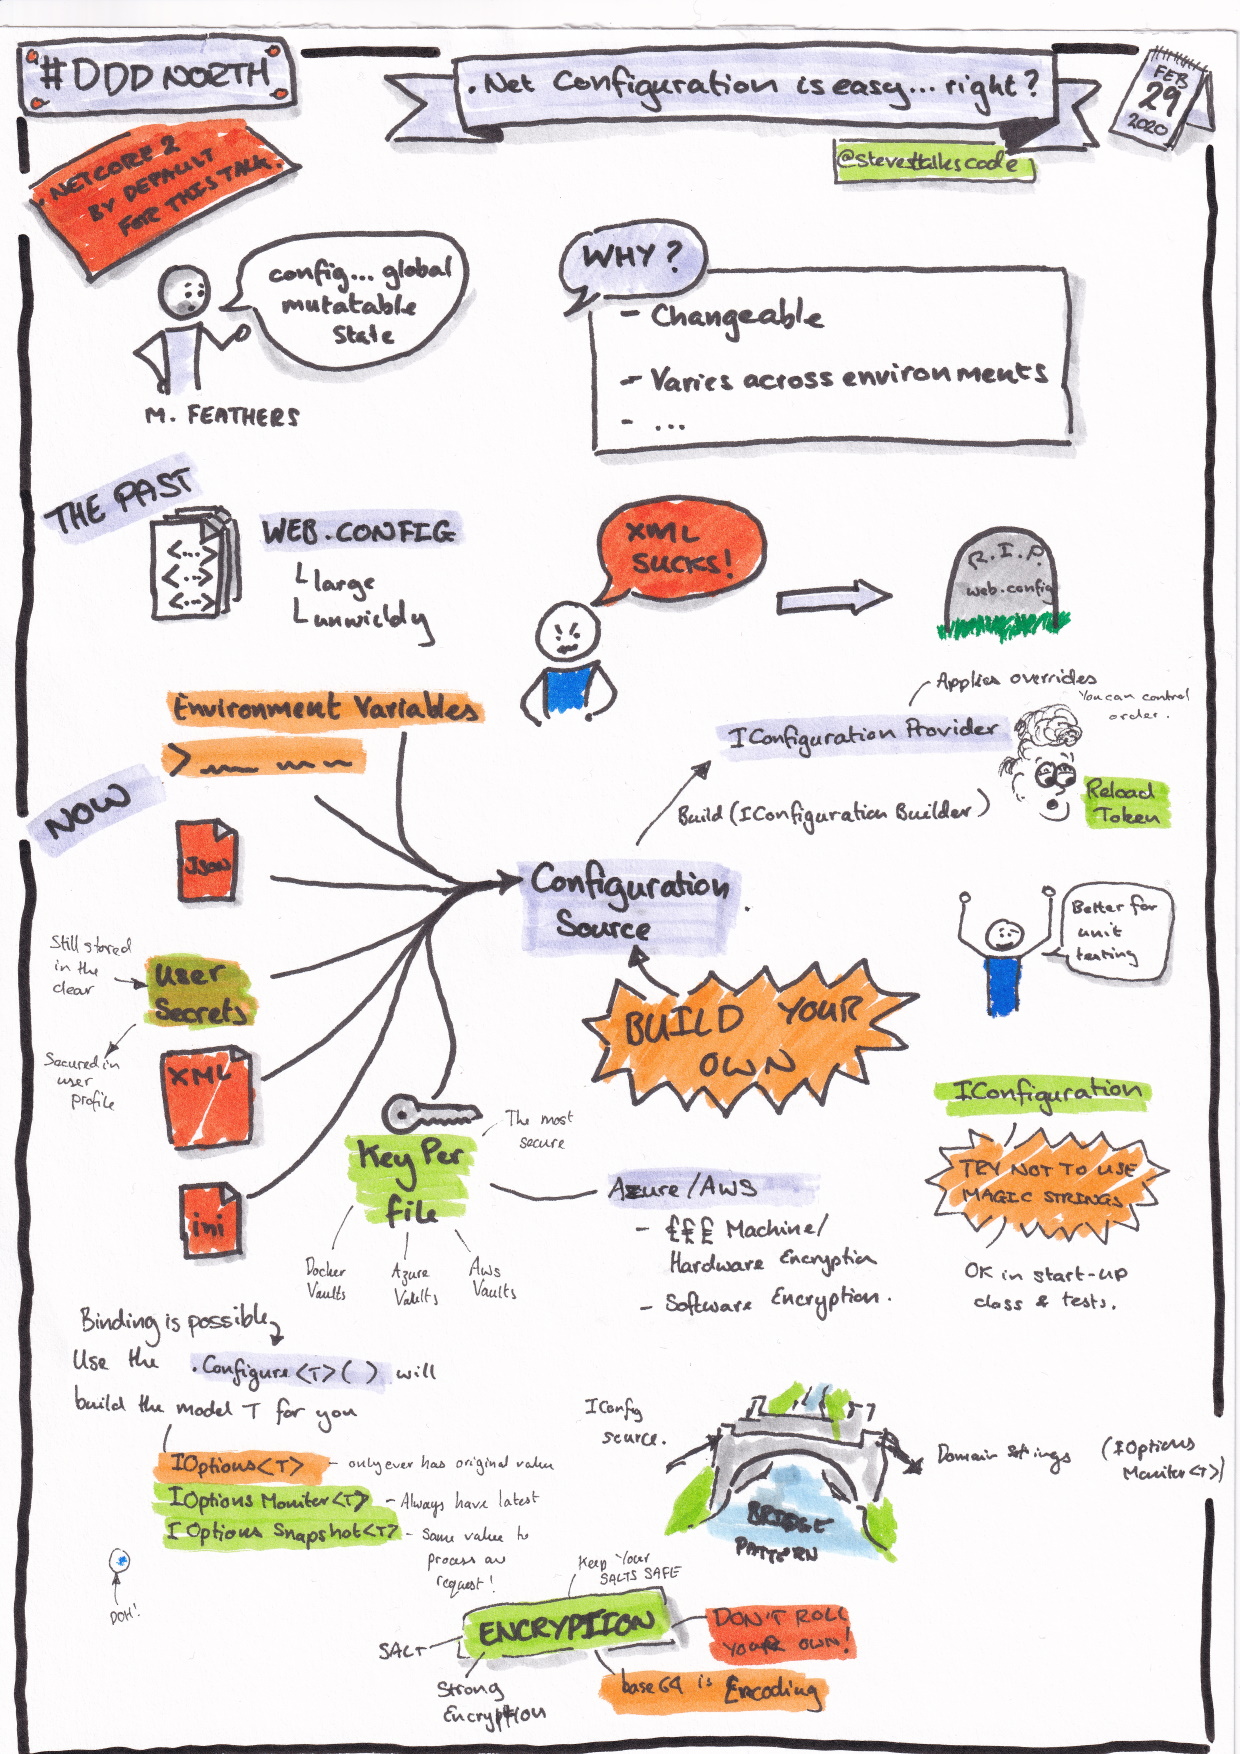 #DDDNORTH
.Net Configuration is easy... right?
FEB
29
2020
@stevetalkscode
.NETCORE 2
BY DEFAULT
FOR THIS TALK.
config... global
mutatable
State
M. FEATHERS
WHY?
- Changeable
- Varies across environments
- ...
THE PAST
<...>
<...>
<...>
WEB.CONFIG
large
unwieldy
XML
SUCKS!
R.I.P.
web.config
NOW
Environment Variables
>
JSON
Still stored
in the
clear
User
Secrets
Secured in
user
profile
XML
ini
Key Per
file
The most
secure
Docker
Vaults
Azure
Vaults
Aws
Vaults
Configuration
Source
Applies overrides
You can control
order.
IConfiguration Provider
Build (IConfiguration Builder)
Reload
Token
BUILD YOUR
OWN
Better for
unit
testing
Azure/AWS
- £££ Machine/
Hardware Encryption
- Software Encryption.
IConfiguration
TRY NOT TO USE
MAGIC STRINGS
OK in start-up
class & tests.
Binding is possible
Use the .Configure<T>() will
build the model T for you
IOptions<T> - only ever has original value
IOptions Moniter<T> - Always have latest
IOptions Snapshot<T> - Same value to
process an
request!
DOH!
IConfig
source.
BRIDGE
PATTERN
Domain Settings
(IOptions
Moniter<T>)
Keep Your
SALTS SAFE
ENCRYPTION
SALT
Strong
Encryption
DON'T ROLL
YOUR OWN!
base64 is Encoding